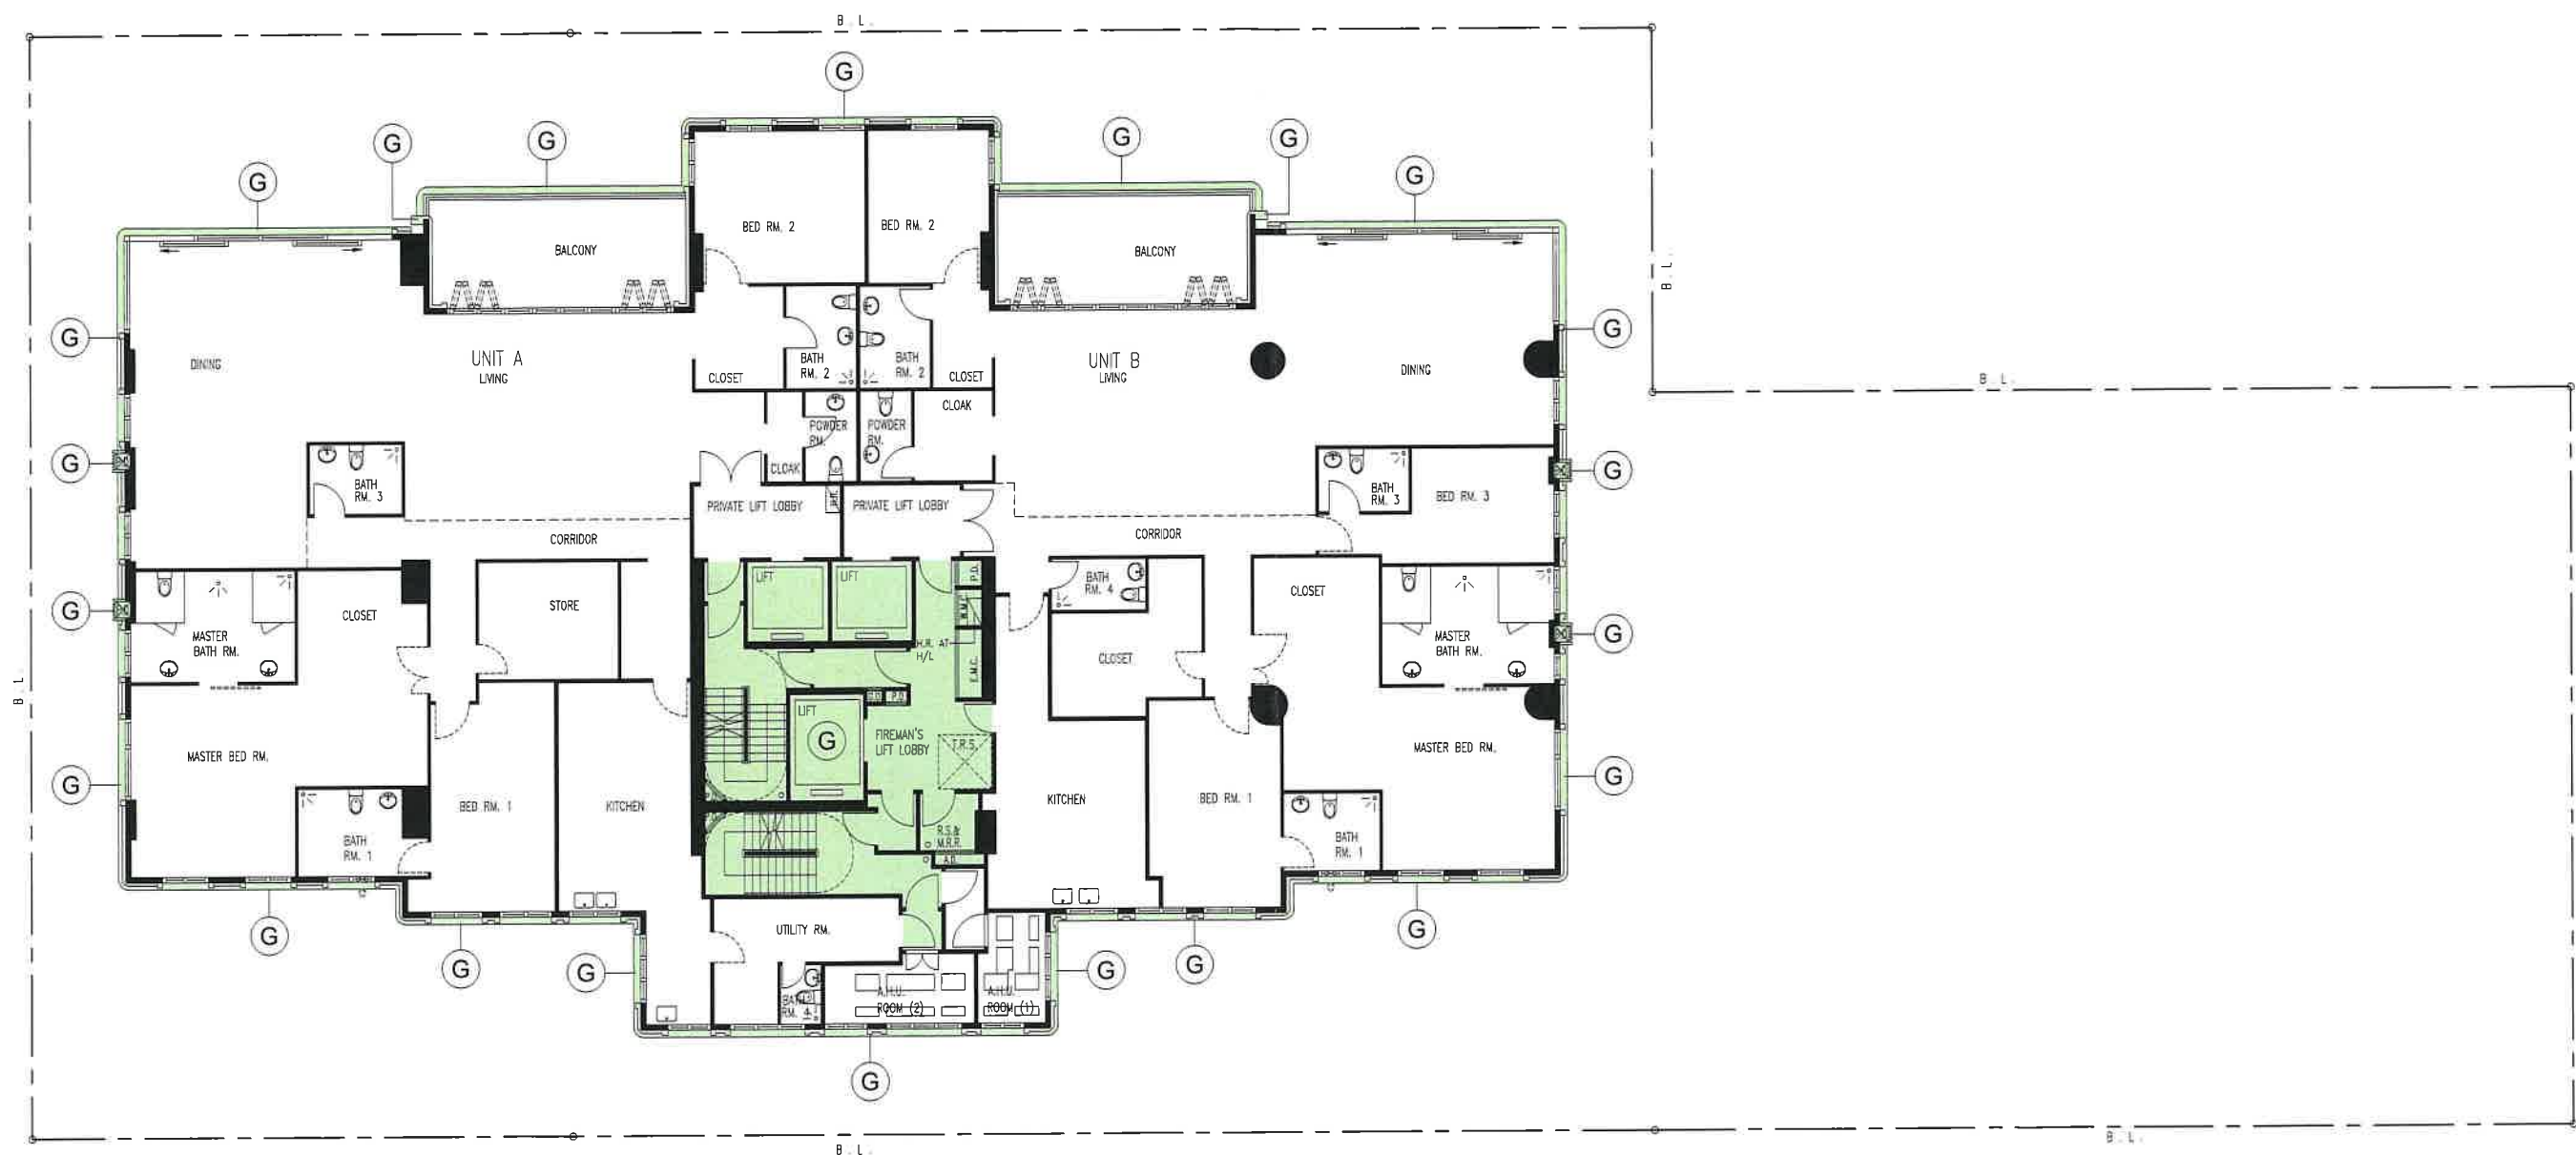 B. L.
G
G
G
G
G
G
G
BED RM. 2
BED RM. 2
BALCONY
BALCONY
B. L.
G
G
UNIT A
LIVING
UNIT B
LIVING
DINING
DINING
BATH
RM. 2
BATH
RM. 2
CLOSET
CLOSET
B. L.
CLOAK
POWDER
RM.
POWDER
RM.
CLOAK
G
G
BATH
RM. 3
BATH
RM. 3
BED RM. 3
PRIVATE LIFT LOBBY
PRIVATE LIFT LOBBY
CORRIDOR
CORRIDOR
LIFT
LIFT
P.D.
BATH
RM. 4
CLOSET
CLOSET
STORE
G
G
MASTER
BATH RM.
MASTER
BATH RM.
H.R. AT
H/L
E.M.C.
CLOSET
B. L.
P.D.
LIFT
G
FIREMAN'S
LIFT LOBBY
T.R.S.
MASTER BED RM.
MASTER BED RM.
G
G
BED RM. 1
KITCHEN
KITCHEN
BED RM. 1
BATH
RM. 1
R.S.&
M.R.R.
A.D.
BATH
RM. 1
UTILITY RM.
G
G
G
G
G
G
BATH
RM. 4
A.H.U.
ROOM (2)
A.H.U.
ROOM (1)
G
B. L.
B. L.